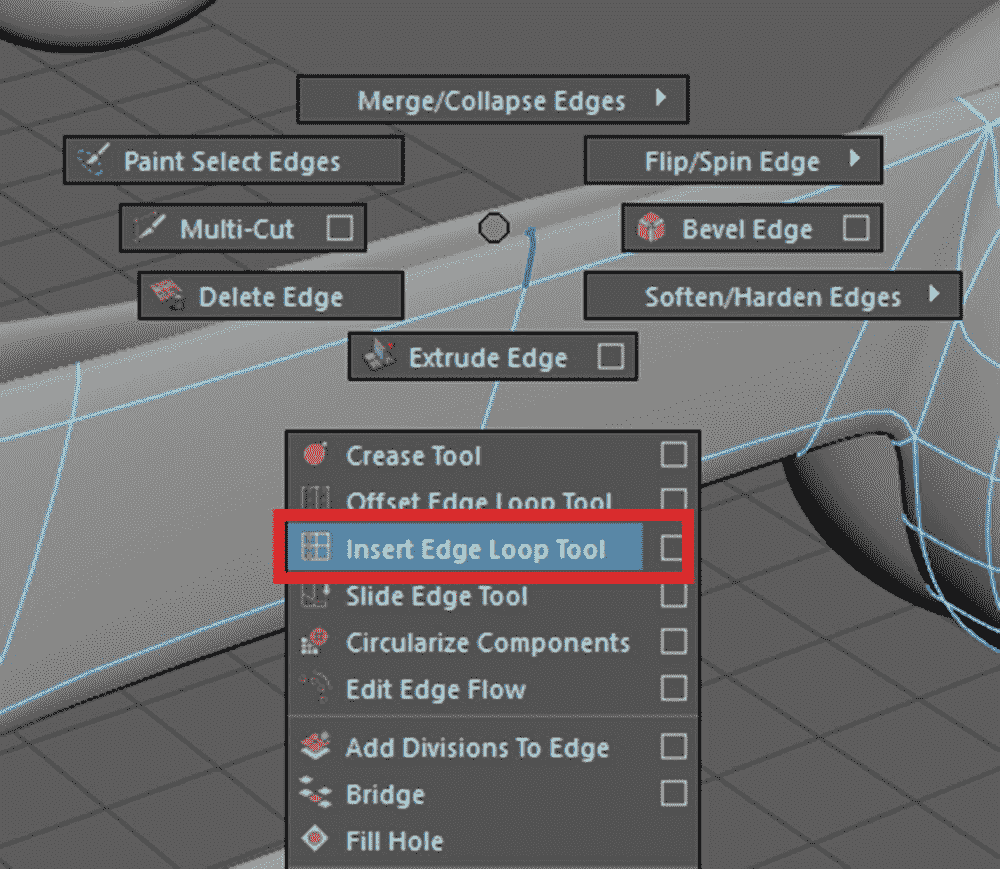 Merge/Collapse Edges
Paint Select Edges
Flip/Spin Edge
Multi-Cut
Bevel Edge
Delete Edge
Soften/Harden Edges
Extrude Edge
Crease Tool
Offset Edge Loop Tool
Insert Edge Loop Tool
Slide Edge Tool
Circularize Components
Edit Edge Flow
Add Divisions To Edge
Bridge
Fill Hole